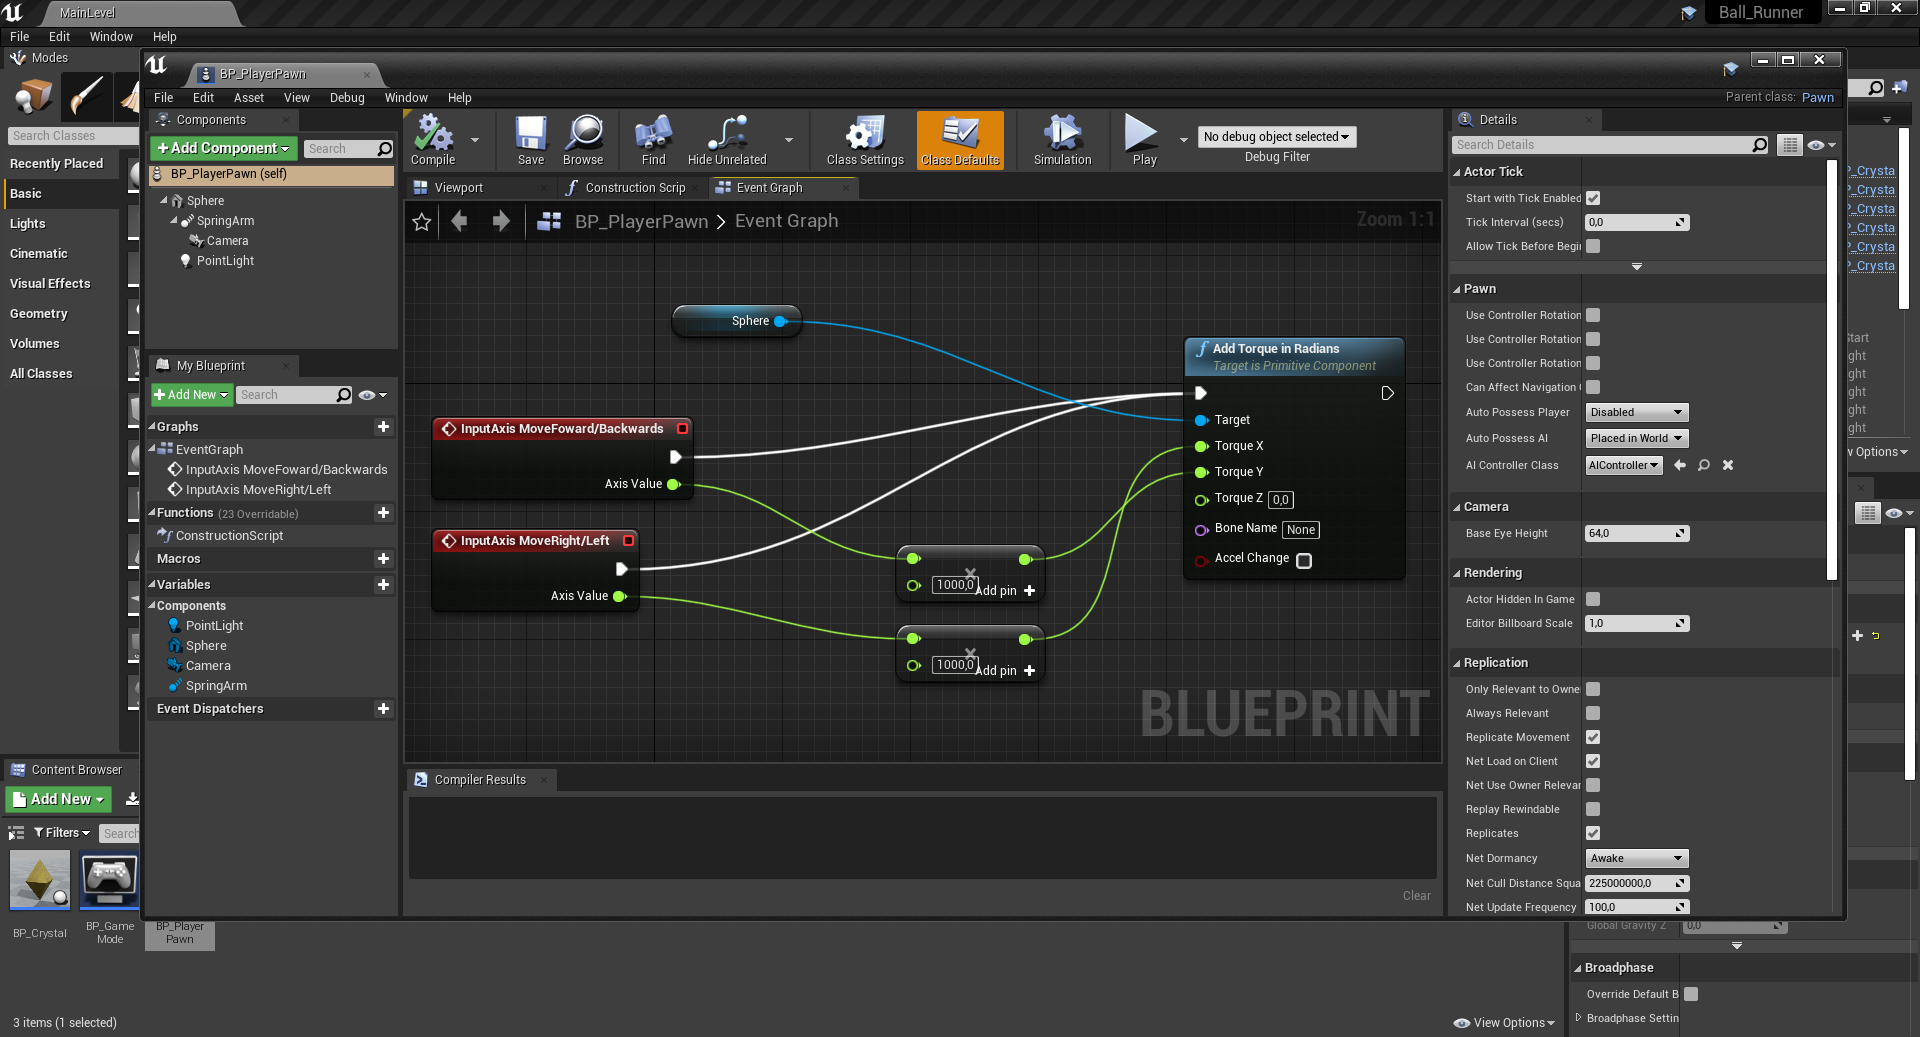 MainLevel
Ball_Runner
File Edit Window Help
Modes
Search Classes
Recently Placed
Basic
Lights
Cinematic
Visual Effects
Geometry
Volumes
All Classes
BP_PlayerPawn
File Edit Asset View Debug Window Help
Parent class: Pawn
Components
+Add Component
Search
BP_PlayerPawn (self)
Sphere
SpringArm
Camera
PointLight
My Blueprint
+Add New
Search
Graphs
EventGraph
InputAxis MoveFoward/Backwards
InputAxis MoveRight/Left
Functions (23 Overridable)
ConstructionScript
Macros
Variables
Components
PointLight
Sphere
Camera
SpringArm
Event Dispatchers
Compile
Save
Browse
Find
Hide Unrelated
Class Settings
Class Defaults
Simulation
Play
No debug object selected
Debug Filter
Viewport
Construction Scrip
Event Graph
BP_PlayerPawn > Event Graph
Zoom 1:1
Sphere
InputAxis MoveFoward/Backwards
Axis Value
InputAxis MoveRight/Left
Axis Value
1000,0
Add pin
1000,0
Add pin
Add Torque in Radians
Target is Primitive Component
Target
Torque X
Torque Y
Torque Z 0,0
Bone Name None
Accel Change
BLUEPRINT
Compiler Results
Clear
Details
Search Details
Actor Tick
Start with Tick Enabled
Tick Interval (secs) 0,0
Allow Tick Before Begi
Pawn
Use Controller Rotation
Use Controller Rotation
Use Controller Rotation
Can Affect Navigation
Auto Possess Player Disabled
Auto Possess AI Placed in World
AI Controller Class AIController
Camera
Base Eye Height 64,0
Rendering
Actor Hidden In Game
Editor Billboard Scale 1,0
Replication
Only Relevant to Owne
Always Relevant
Replicate Movement
Net Load on Client
Net Use Owner Relevar
Replay Rewindable
Replicates
Net Dormancy Awake
Net Cull Distance Squa 225000000,0
Net Update Frequency 100,0
P_Crysta
P_Crysta
P_Crysta
P_Crysta
P_Crysta
P_Crysta
Start
ght
ght
ght
ght
ght
w Options
Content Browser
Add New
Filters
Search
BP_Crystal
BP_Game
Mode
BP_Player
Pawn
3 items (1 selected)
View Options
Global Gravity Z 0,0
Broadphase
Override Default B
Broadphase Settin